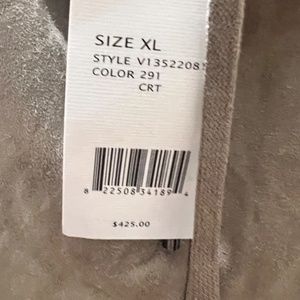 SIZE XL
STYLE V1352208
COLOR 291
CRT
8 22508 34189 4
$425.00